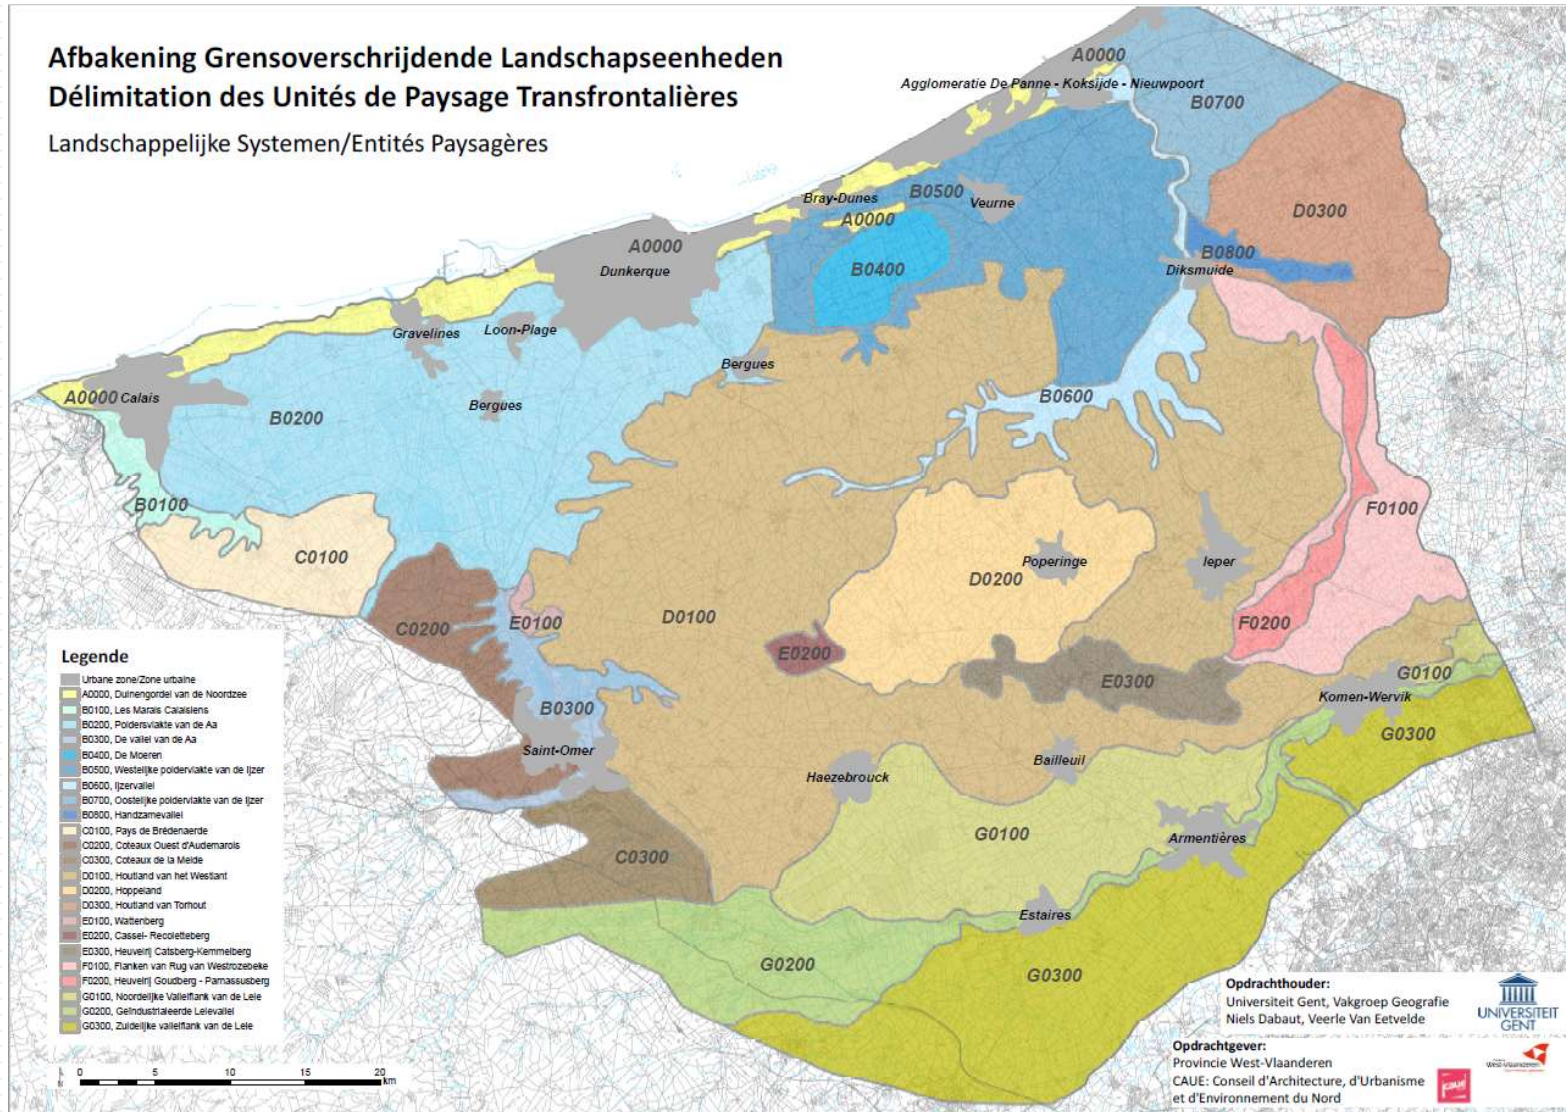 Afbakening Grensoverschrijdende Landschapseenheden
Délimitation des Unités de Paysage Transfrontalières
Landschappelijke Systemen/Entités Paysagères
A0000
Agglomeratie De Panne - Koksijde - Nieuwpoort
B0700
Bray-Dunes
B0500
Veurne
D0300
A0000
A0000
Dunkerque
B0400
B0800
Diksmuide
Gravelines
Loon-Plage
Bergues
A0000
Calais
B0200
Bergues
B0600
B0100
C0100
F0100
Poperinge
Ieper
D0200
C0200
E0100
D0100
E0200
F0200
E0300
G0100
Komen-Wervik
B0300
Saint-Omer
G0300
Haezebrouck
Bailleuil
G0100
Armentières
C0300
Estaires
G0200
G0300
Legende
Urbane zone/Zone urbaine
A0000, Duinengordel van de Noordzee
B0100, Les Marais Calaisiens
B0200, Poldersvlakte van de Aa
B0300, De vallei van de Aa
B0400, De Moeren
B0500, Westelijke poldervlakte van de Ijzer
B0600, Ijzervallei
B0700, Oostelijke poldervlakte van de Ijzer
B0800, Handzamevallei
C0100, Pays de Brédenaerde
C0200, Coteaux Ouest d'Audemarois
C0300, Coteaux de la Melde
D0100, Houtland van het Westlant
D0200, Hoppeland
D0300, Houtland van Torhout
E0100, Wattenberg
E0200, Cassel- Recoletteberg
E0300, Heuvelrij Catsberg-Kemmelberg
F0100, Flanken van Rug van Westrozebeke
F0200, Heuvelrij Goudberg - Parnassusberg
G0100, Noordelijke Valleiflank van de Leie
G0200, Geïndustrialeerde Leievallei
G0300, Zuidelijke valleiflank van de Leie
0 5 10 15 20
km
Opdrachthouder:
Universiteit Gent, Vakgroep Geografie
Niels Dabaut, Veerle Van Eetvelde
UNIVERSITEIT
GENT
Opdrachtgever:
Provincie West-Vlaanderen
CAUE: Conseil d'Architecture, d'Urbanisme
et d'Environnement du Nord
caue
West-Vlaanderen